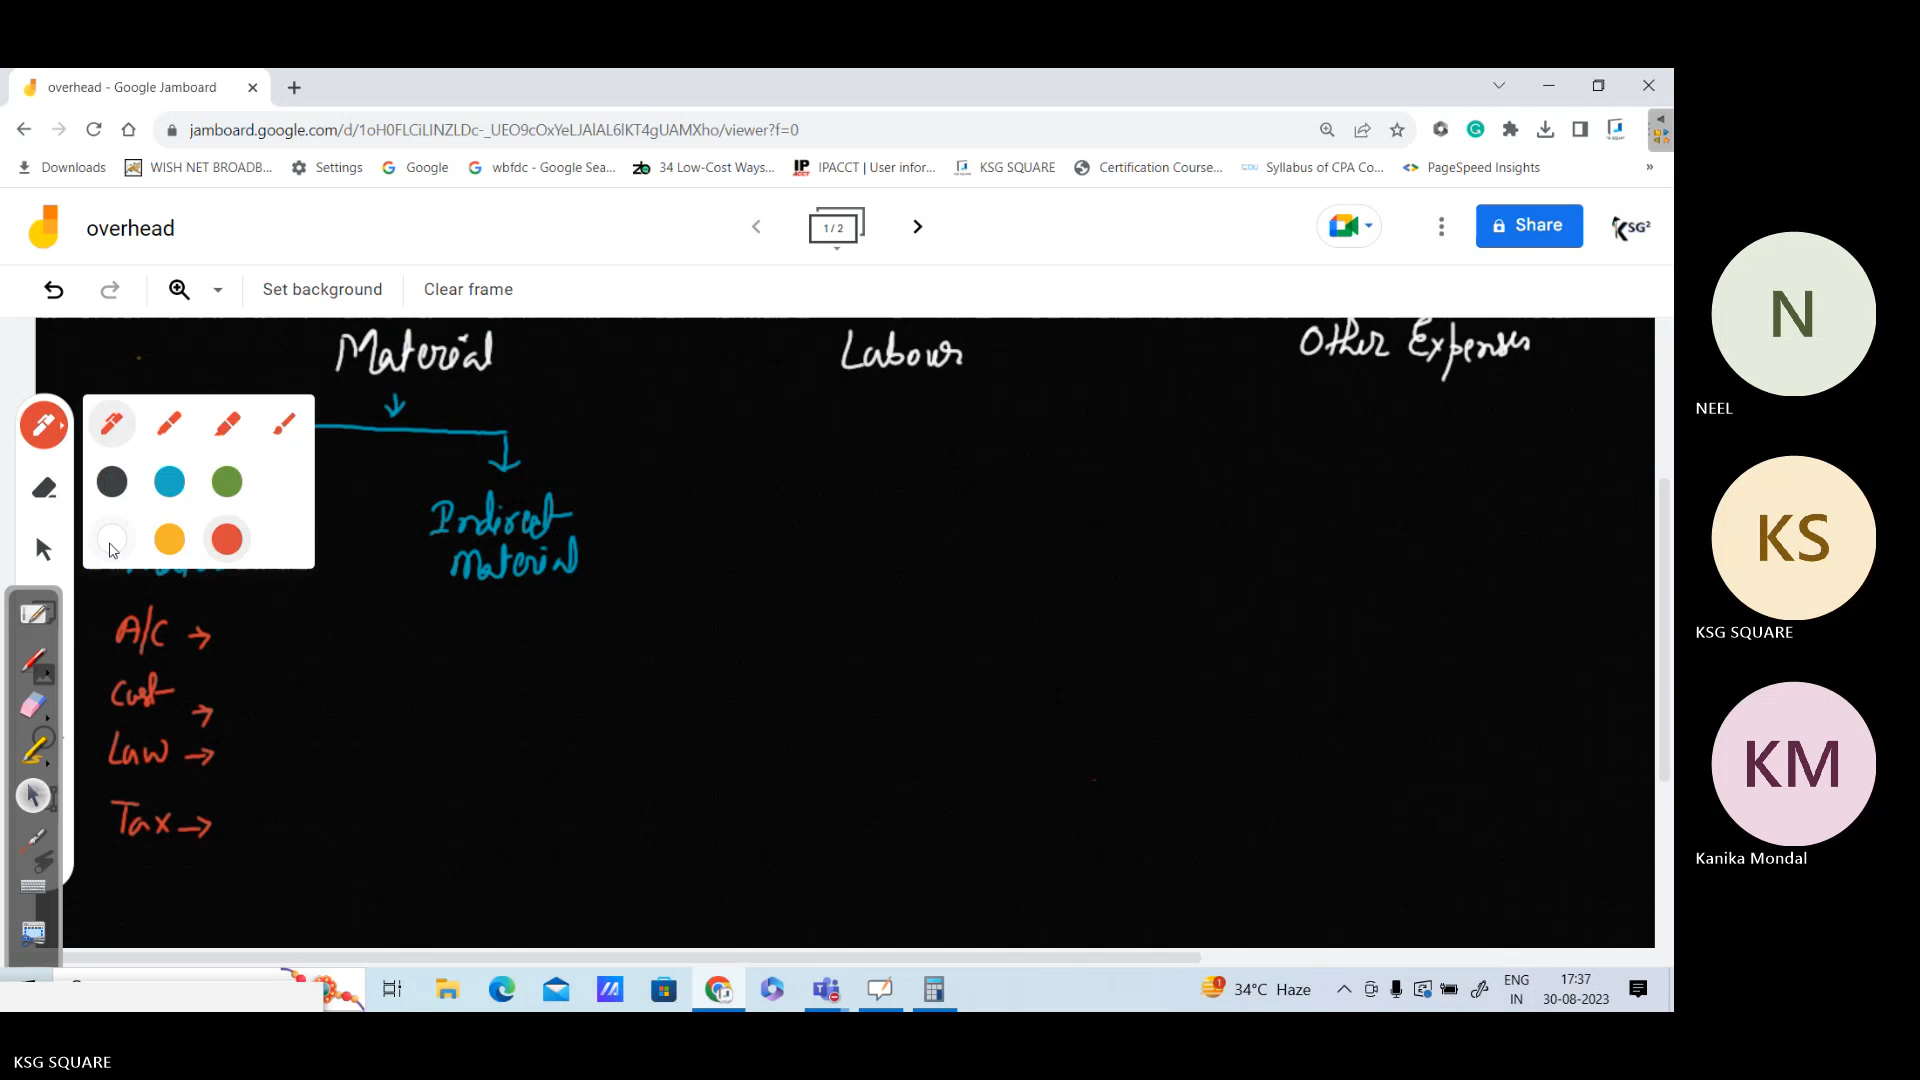 overhead - Google Jamboard
jamboard.google.com/d/1oH0FLCiLINZLDc-_UEO9cOxYeLJAlAL6lKT4gUAMXho/viewer?f=0
Downloads WISH NET BROADB... Settings Google wbfdc - Google Sea... 34 Low-Cost Ways... IPACCT | User infor... KSG SQUARE Certification Course... Syllabus of CPA Co... PageSpeed Insights »
overhead 1 / 2 Share KSG²
Set background Clear frame
Material Labour Other Expenses
Indirect
Material
A/C →
Cost →
Law →
Tax →
N
NEEL
KS
KSG SQUARE
KM
Kanika Mondal
1 34°C Haze ENG IN 17:37 30-08-2023
KSG SQUARE